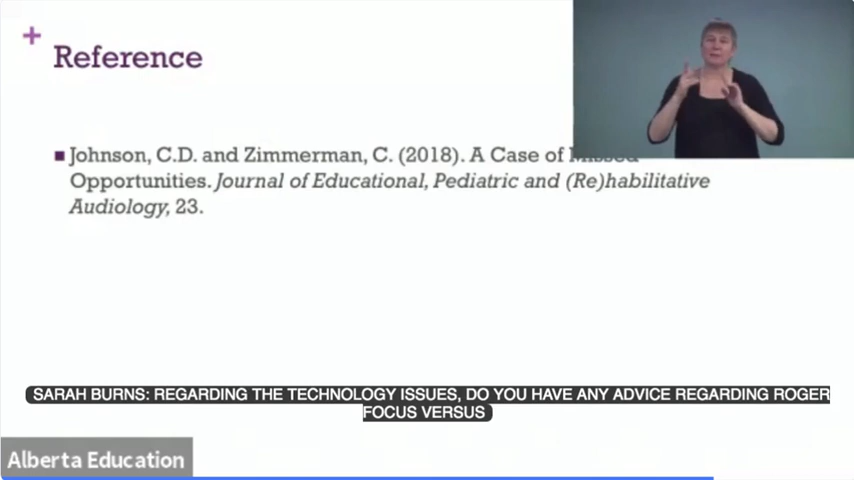 +
Reference
■ Johnson, C.D. and Zimmerman, C. (2018). A Case of Missed
Opportunities. Journal of Educational, Pediatric and (Re)habilitative
Audiology, 23.
SARAH BURNS: REGARDING THE TECHNOLOGY ISSUES, DO YOU HAVE ANY ADVICE REGARDING ROGER
FOCUS VERSUS
Alberta Education